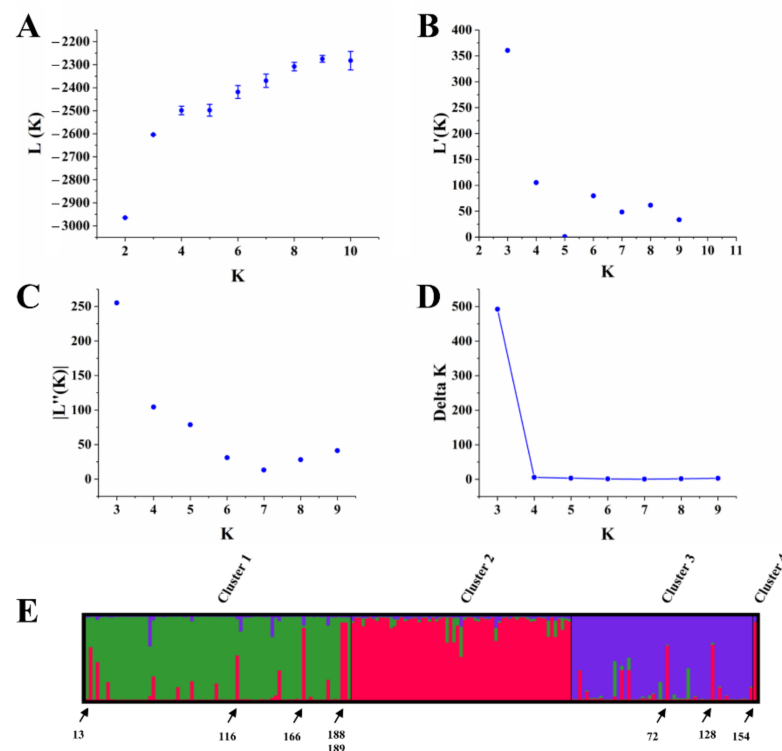 A
B
−2200
−2300
−2400
−2500
−2600
−2700
−2800
−2900
−3000
L (K)
2 4 6 8 10
K
400
350
300
250
200
150
100
50
0
L'(K)
2 3 4 5 6 7 8 9 10 11
K
C
D
250
200
150
100
50
0
|L''(K)|
3 4 5 6 7 8 9
K
500
400
300
200
100
0
Delta K
3 4 5 6 7 8 9
K
E
Cluster 1
Cluster 2
Cluster 3
Cluster 4
13 116 166 188 72 128 154
189